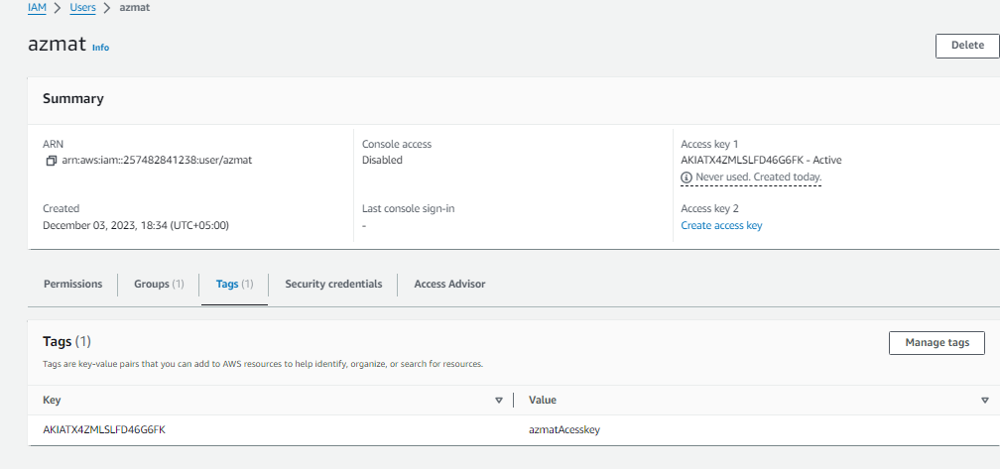 IAM > Users > azmat
azmat Info
Delete
Summary
ARN
arn:aws:iam::257482841238:user/azmat
Console access
Disabled
Access key 1
AKIATX4ZMLSLFD46G6FK - Active
Never used. Created today.
Created
December 03, 2023, 18:34 (UTC+05:00)
Last console sign-in
-
Access key 2
Create access key
Permissions
Groups (1)
Tags (1)
Security credentials
Access Advisor
Tags (1)
Manage tags
Tags are key-value pairs that you can add to AWS resources to help identify, organize, or search for resources.
Key
Value
AKIATX4ZMLSLFD46G6FK
azmatAcesskey